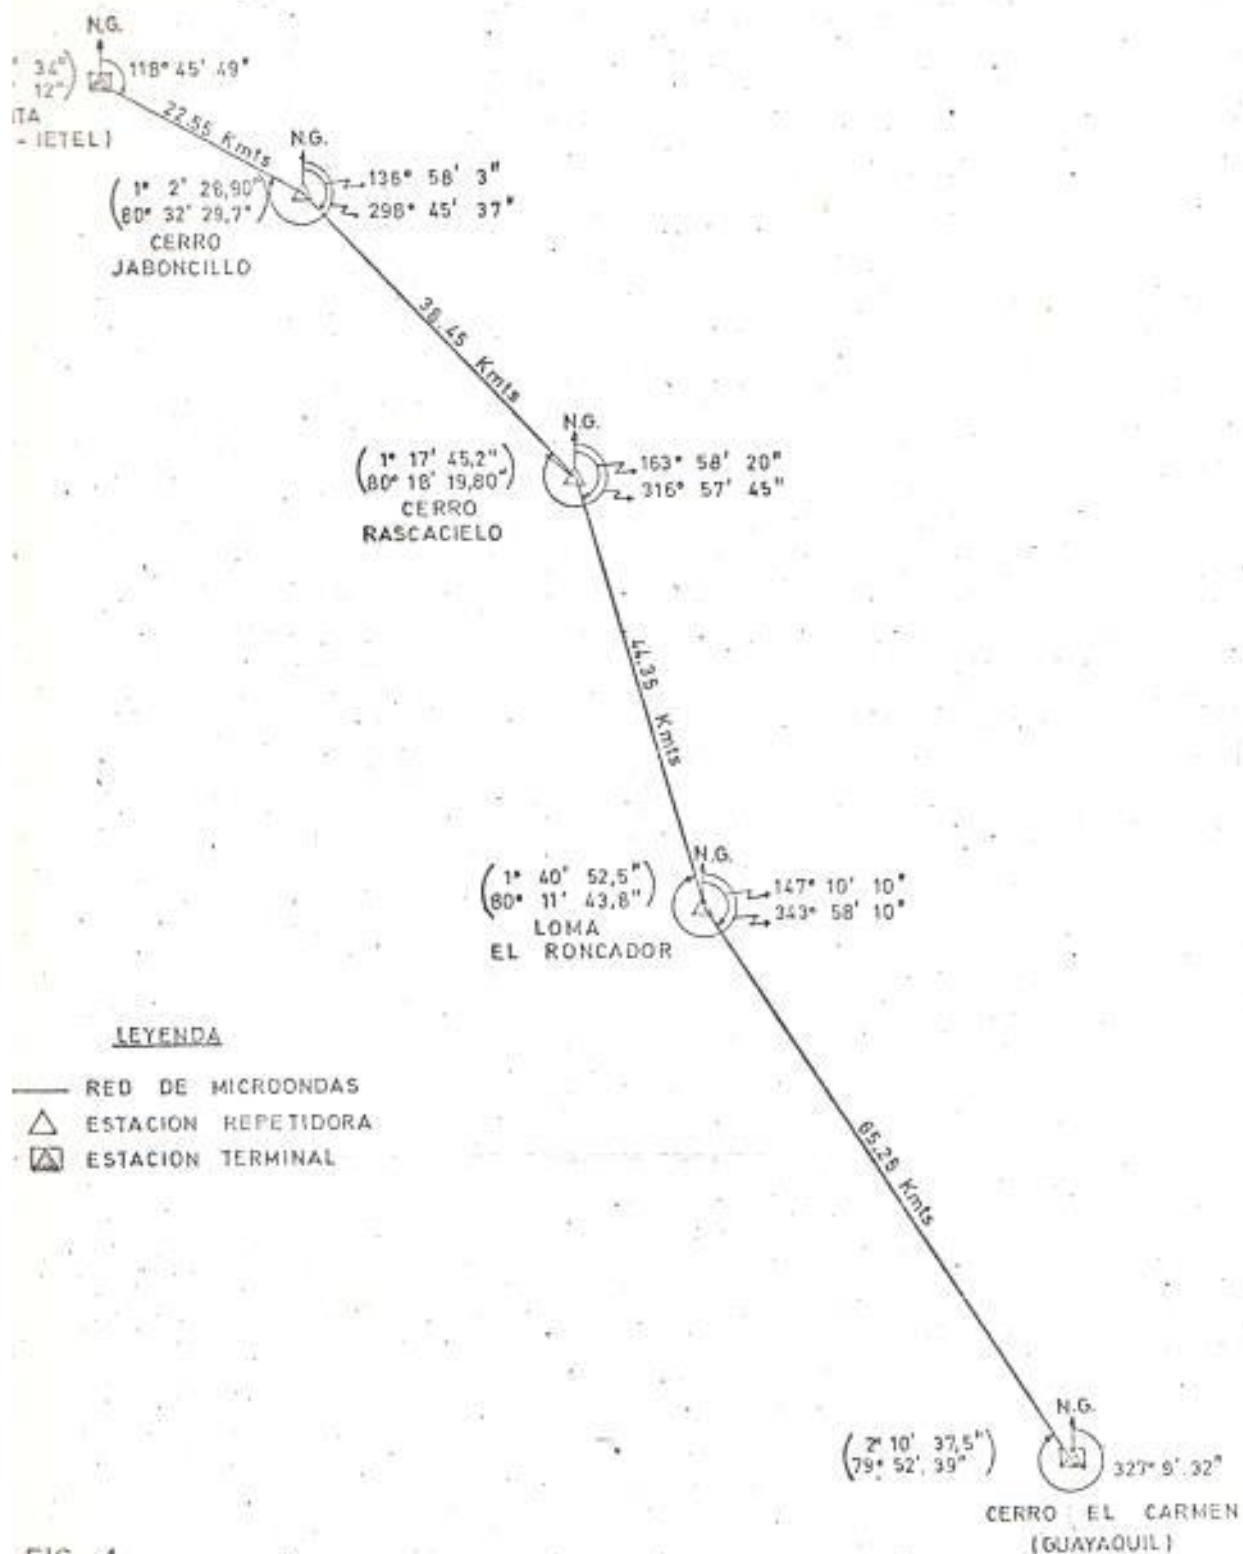 N.G.
34"
12"
118° 45' 49"
- IETEL)
22.55 Kmts
N.G.
136° 58' 3"
298° 45' 37"
(1° 2' 28,90"
80° 32' 29,7")
CERRO
JABONCILLO
38.45 Kmts
N.G.
163° 58' 20"
316° 57' 45"
(1° 17' 45,2"
80° 18' 19,80")
CERRO
RASCACIELO
44.35 Kmts
N.G.
147° 10' 10"
343° 58' 10"
(1° 40' 52,5"
80° 11' 43,8")
LOMA
EL RONCADOR
LEYENDA
RED DE MICROONDAS
ESTACION REPETIDORA
ESTACION TERMINAL
65,25 Kmts
N.G.
(2° 10' 37,5"
79° 52' 39")
327° 9' 32"
CERRO EL CARMEN
(GUAYAQUIL)